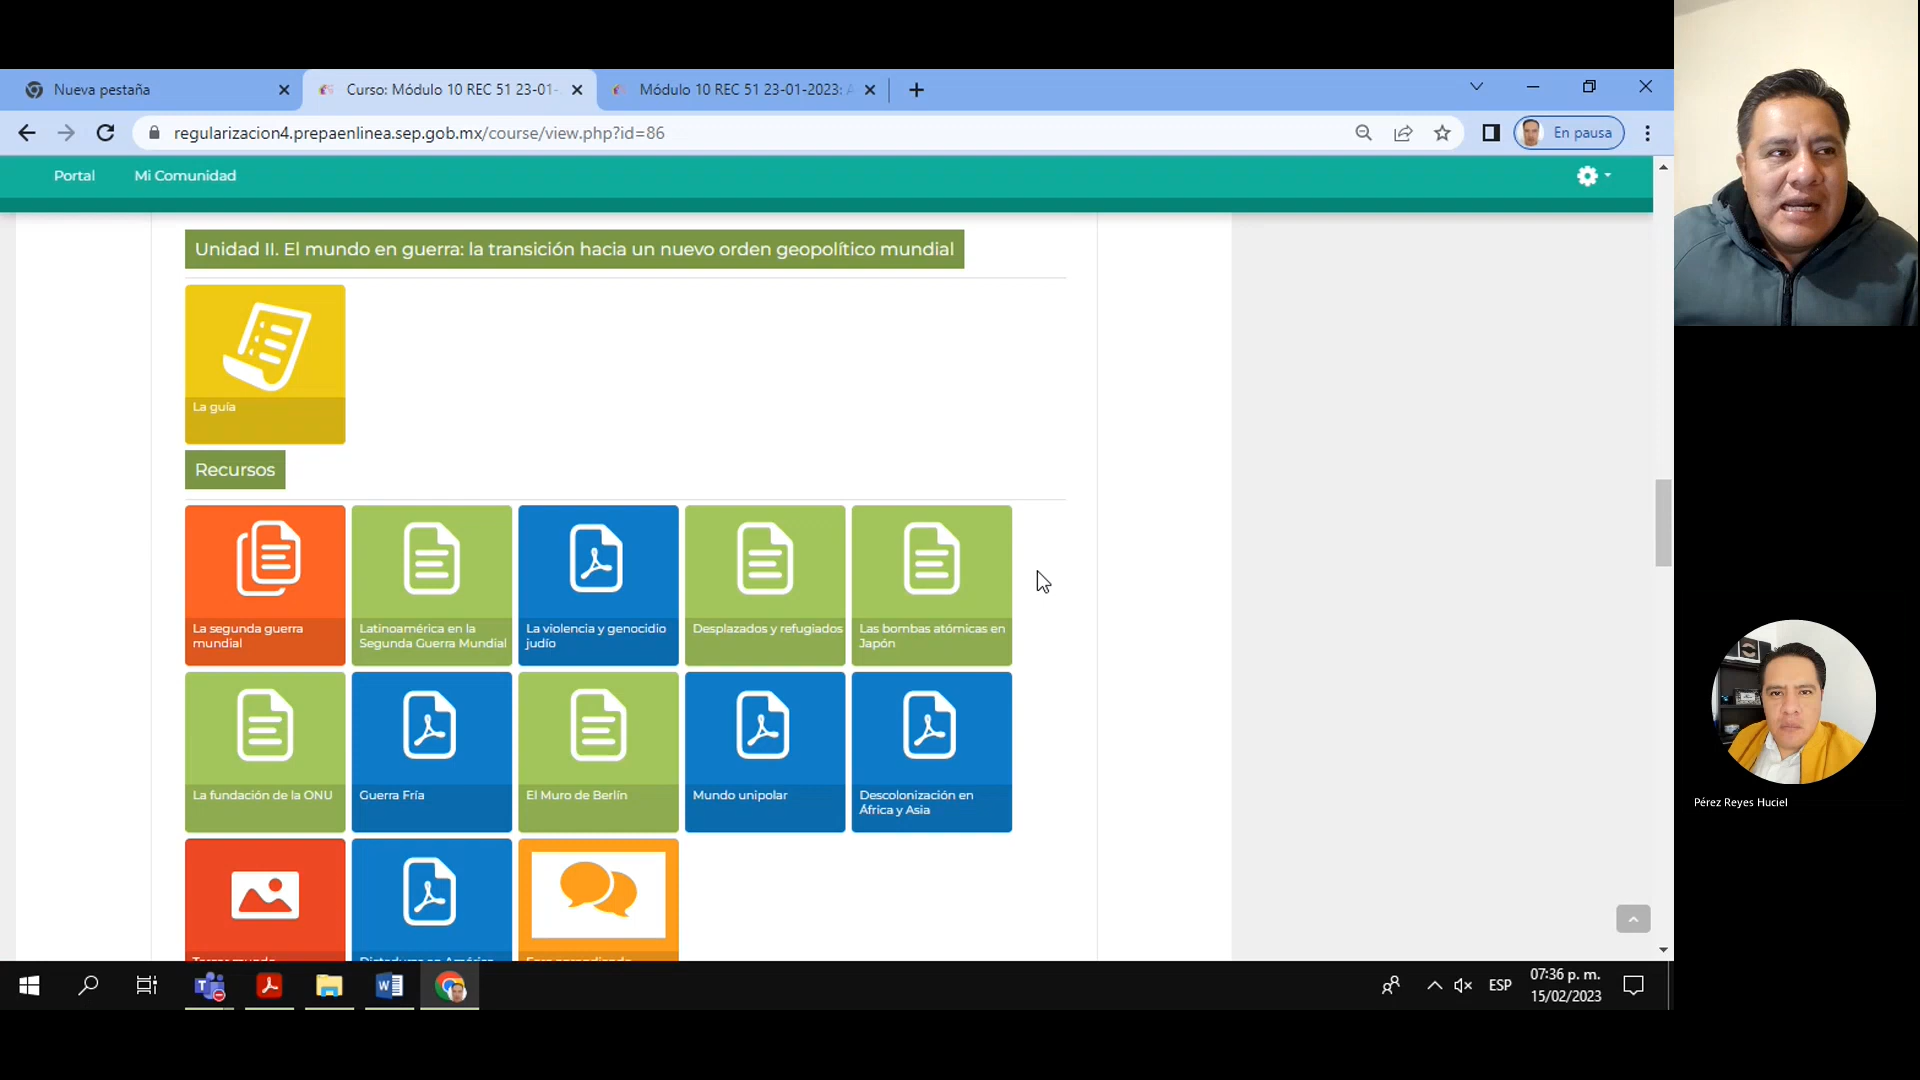 Nueva pestaña
Curso: Módulo 10 REC 51 23-01-
Módulo 10 REC 51 23-01-2023: A
regularizacion4.prepaenlinea.sep.gob.mx/course/view.php?id=86
En pausa
Portal
Mi Comunidad
Unidad II. El mundo en guerra: la transición hacia un nuevo orden geopolítico mundial
La guía
Recursos
La segunda guerra
mundial
Latinoamérica en la
Segunda Guerra Mundial
La violencia y genocidio
judío
Desplazados y refugiados
Las bombas atómicas en
Japón
La fundación de la ONU
Guerra Fría
El Muro de Berlín
Mundo unipolar
Descolonización en
África y Asia
ESP
07:36 p. m.
15/02/2023
Pérez Reyes Huciel